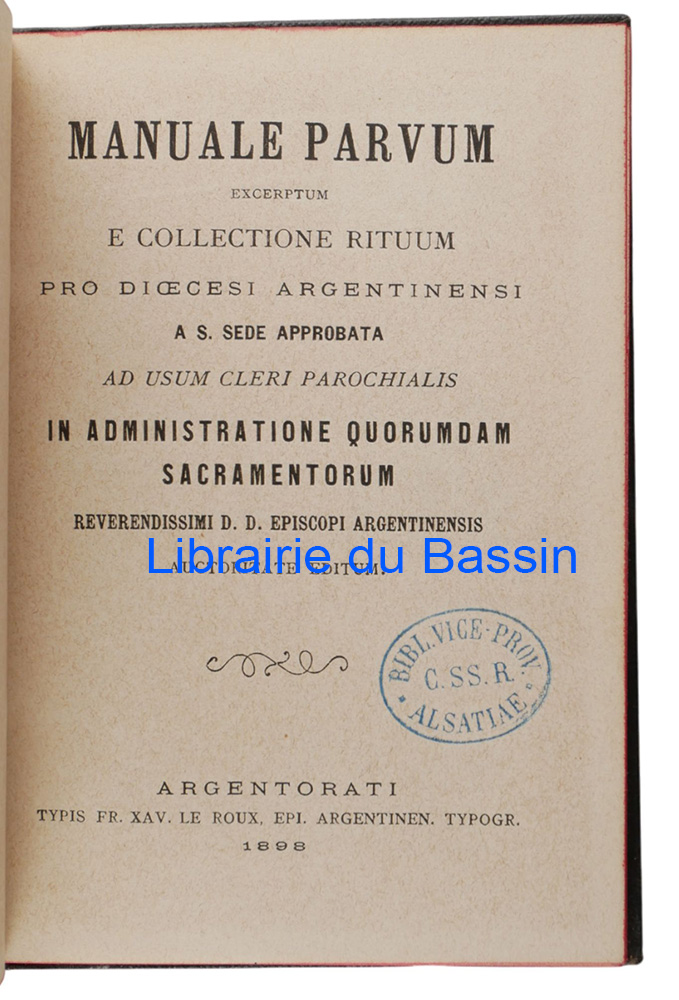 MANUALE PARVUM
EXCERPTUM
E COLLECTIONE RITUUM
PRO DIŒCESI ARGENTINENSI
A S. SEDE APPROBATA
AD USUM CLERI PAROCHIALIS
IN ADMINISTRATIONE QUORUMDAM
SACRAMENTORUM
REVERENDISSIMI D. D. EPISCOPI ARGENTINENSIS
Librairie du Bassin
AUCTORITATE EDITUM.
BIBL. VICE-PROV.
C. SS. R.
ALSATIAE
ARGENTORATI
TYPIS FR. XAV. LE ROUX, EPI. ARGENTINEN. TYPOGR.
1898